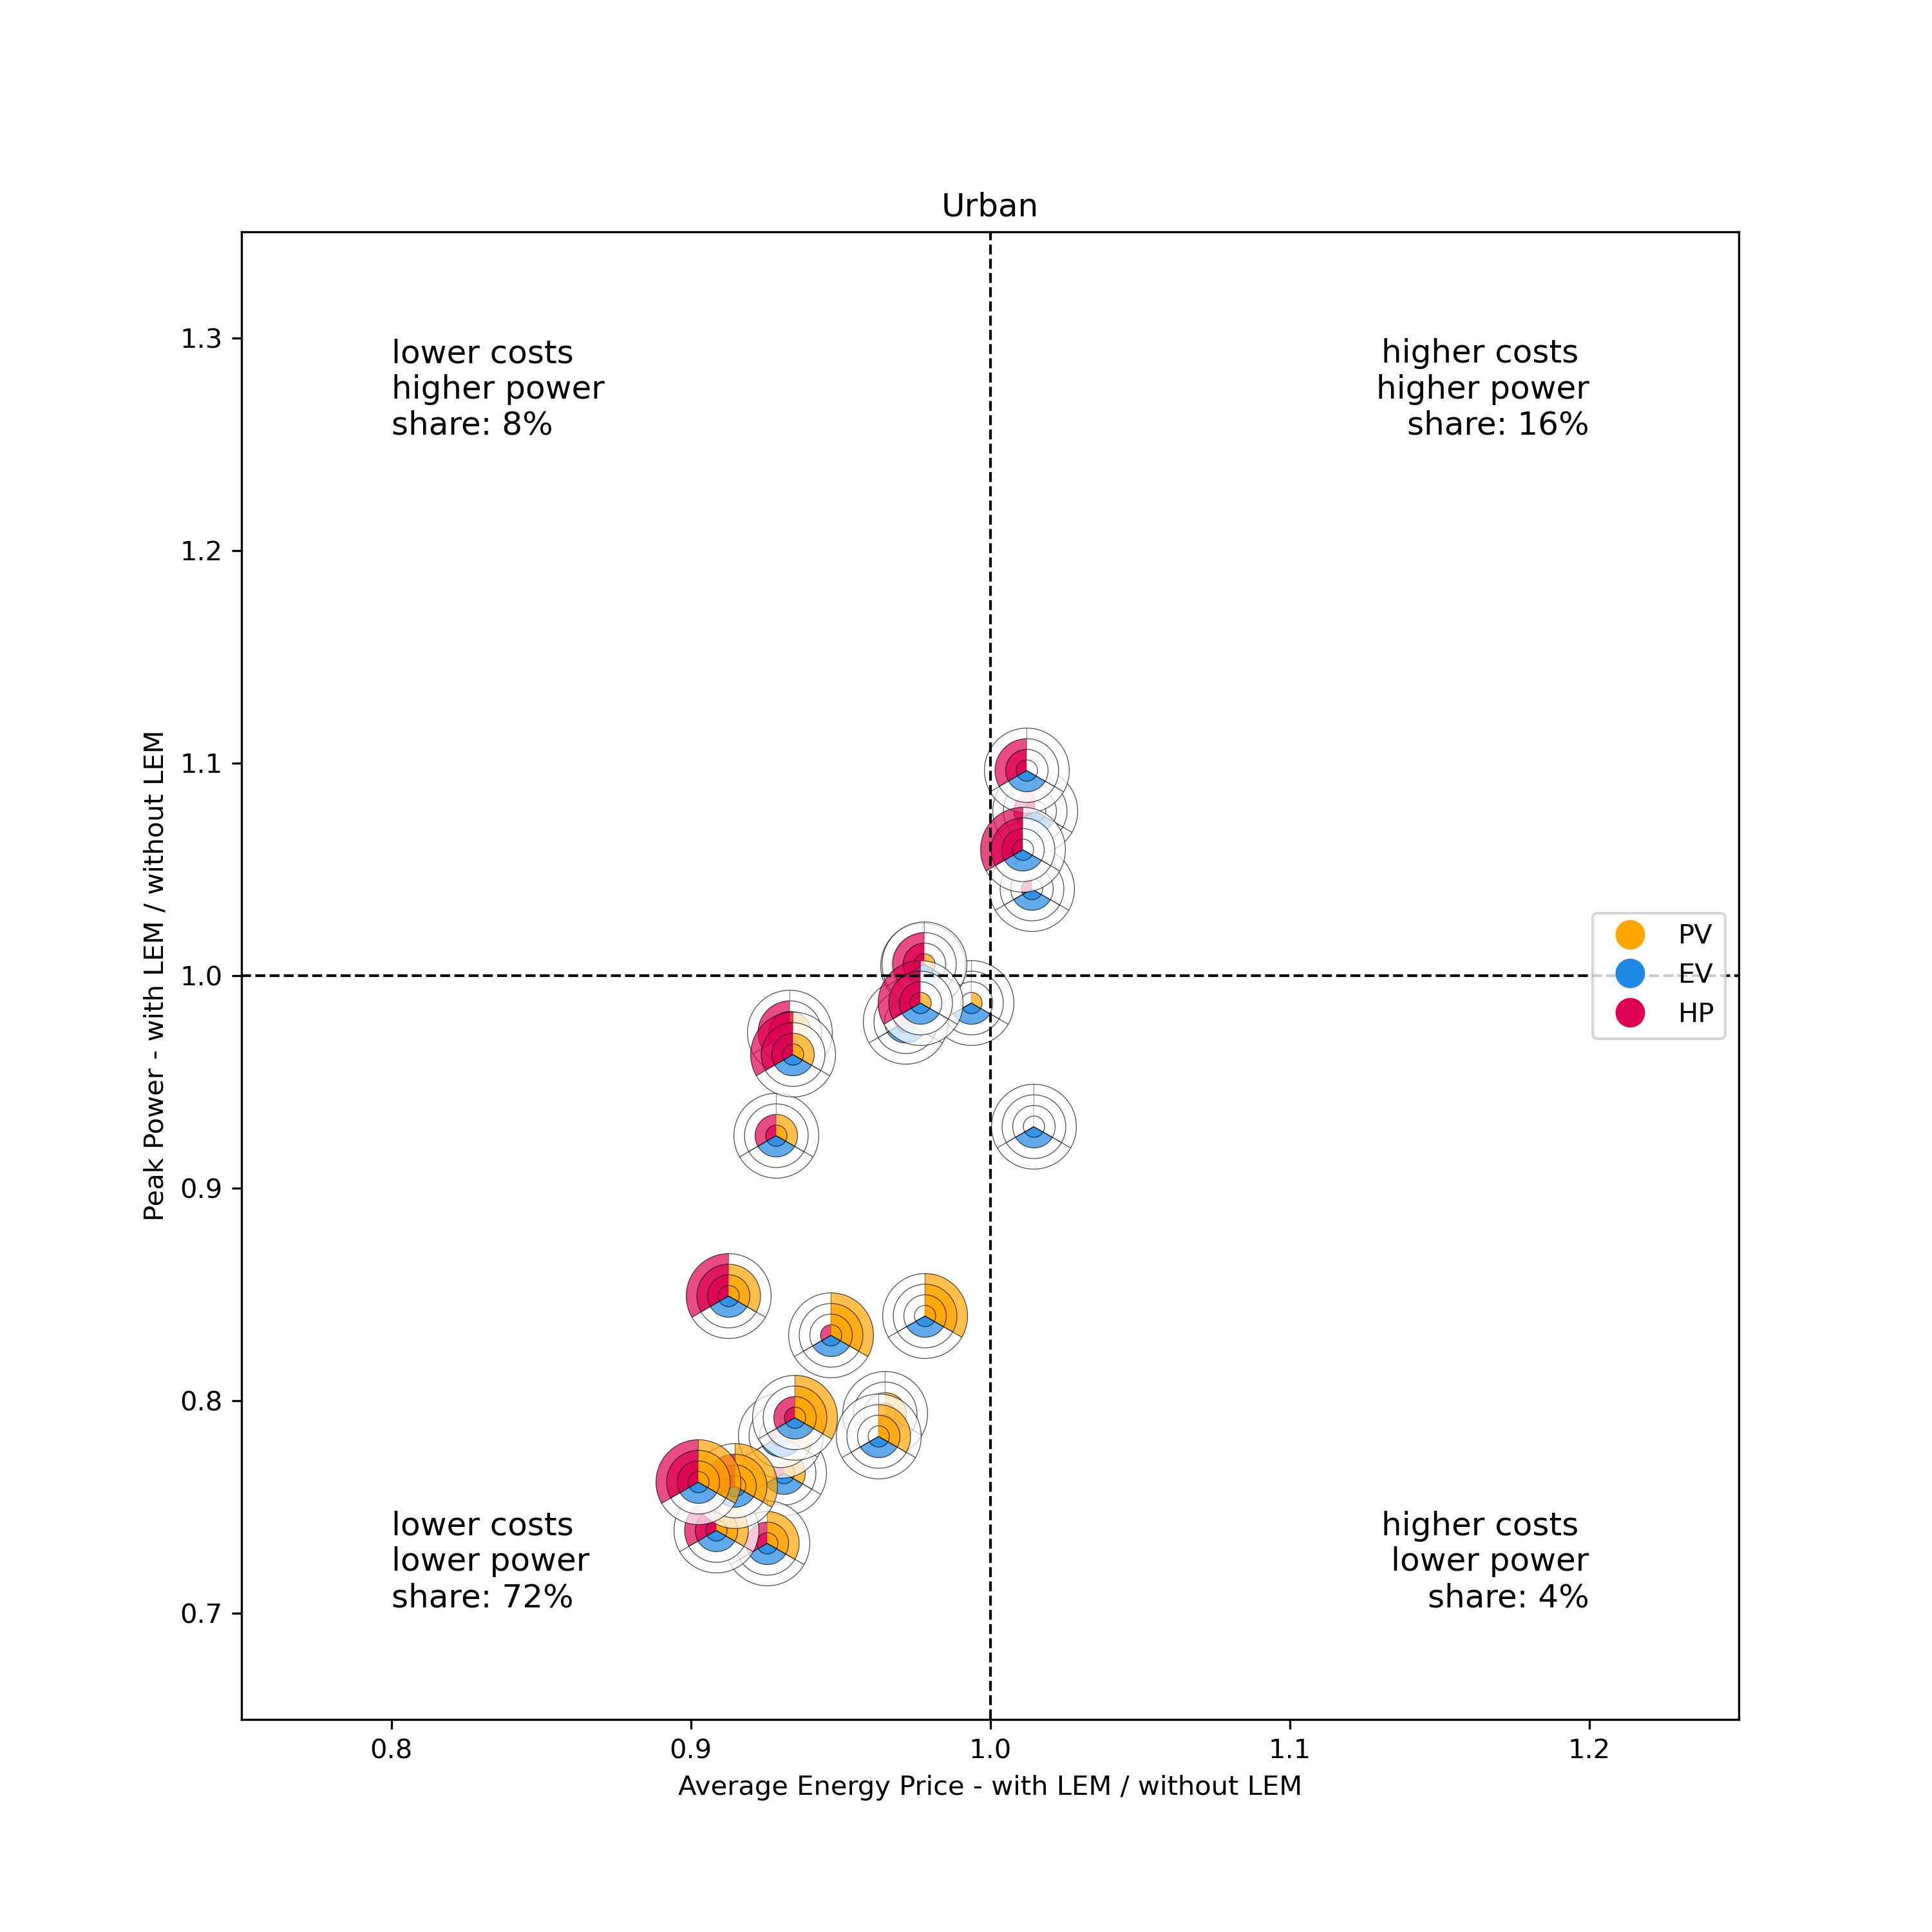 Urban
lower costs
higher power
share: 8%
higher costs
higher power
share: 16%
1.3
1.2
1.1
1.0
0.9
0.8
0.7
Peak Power - with LEM / without LEM
PV
EV
HP
lower costs
lower power
share: 72%
higher costs
lower power
share: 4%
0.8
0.9
1.0
1.1
1.2
Average Energy Price - with LEM / without LEM